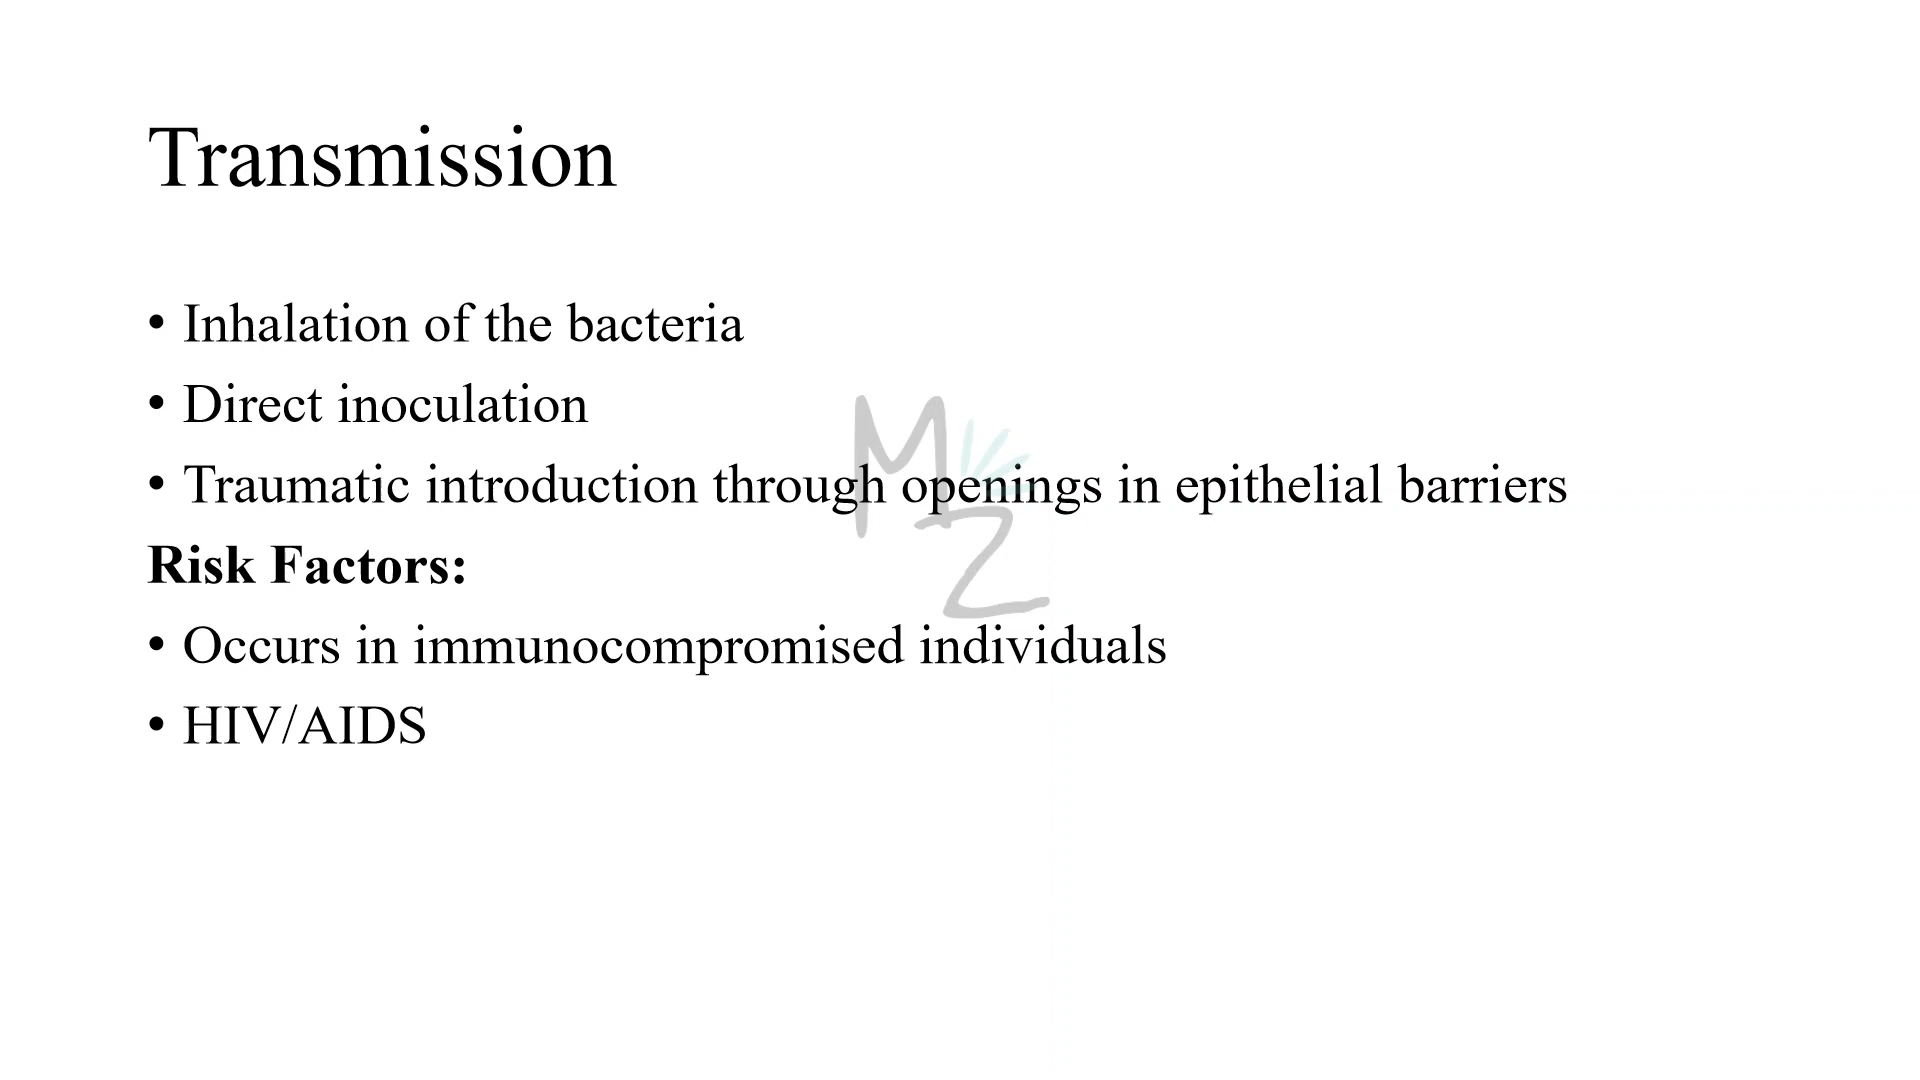 Transmission
• Inhalation of the bacteria
• Direct inoculation
• Traumatic introduction through openings in epithelial barriers
Risk Factors:
• Occurs in immunocompromised individuals
• HIV/AIDS
M
Z